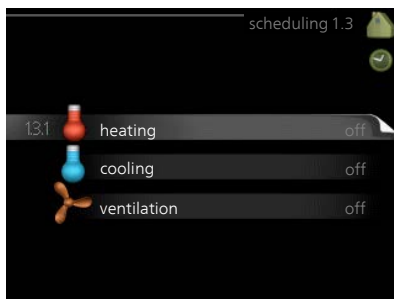 scheduling 1.3
1.3.1 heating off
cooling off
ventilation off